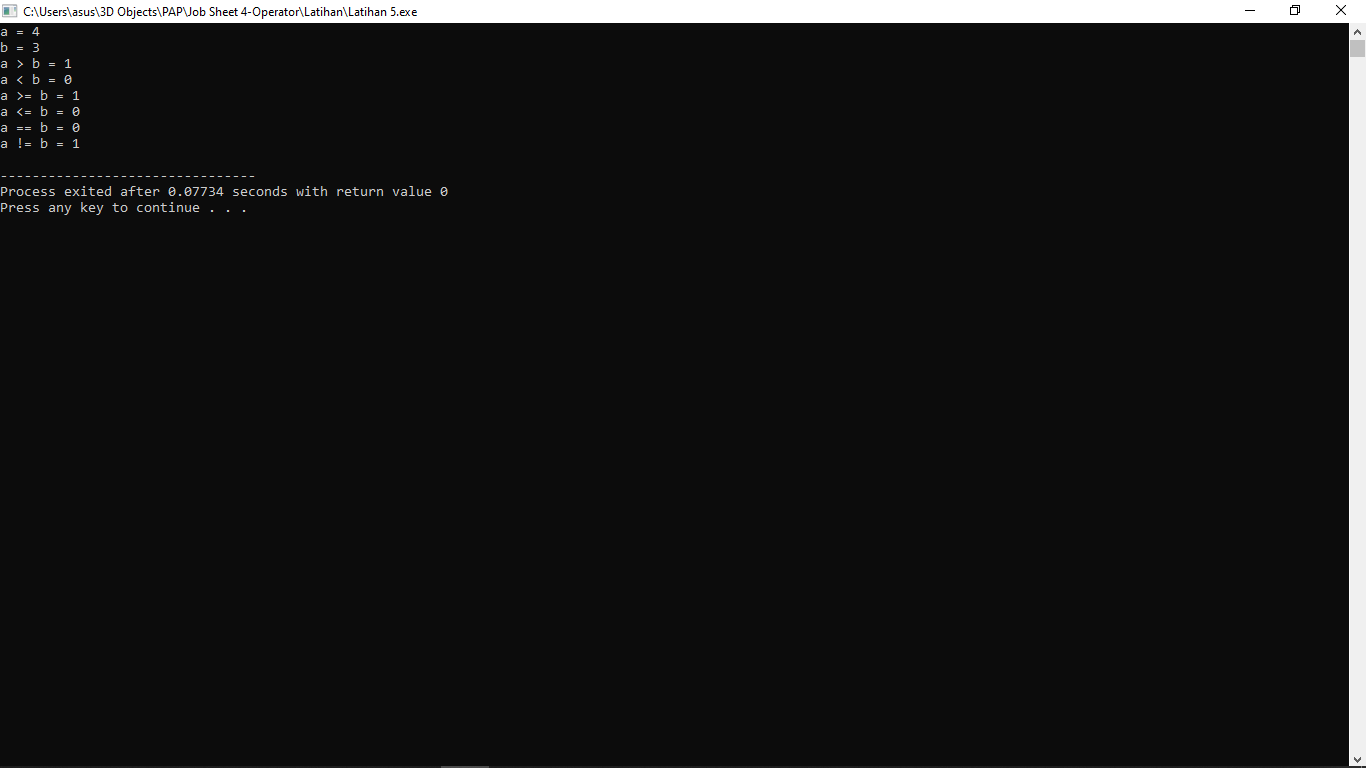 C:\Users\asus\3D Objects\PAP\Job Sheet 4-Operator\Latihan\Latihan 5.exe
a = 4
b = 3
a > b = 1
a < b = 0
a >= b = 1
a <= b = 0
a == b = 0
a != b = 1
--------------------------------
Process exited after 0.07734 seconds with return value 0
Press any key to continue . . .